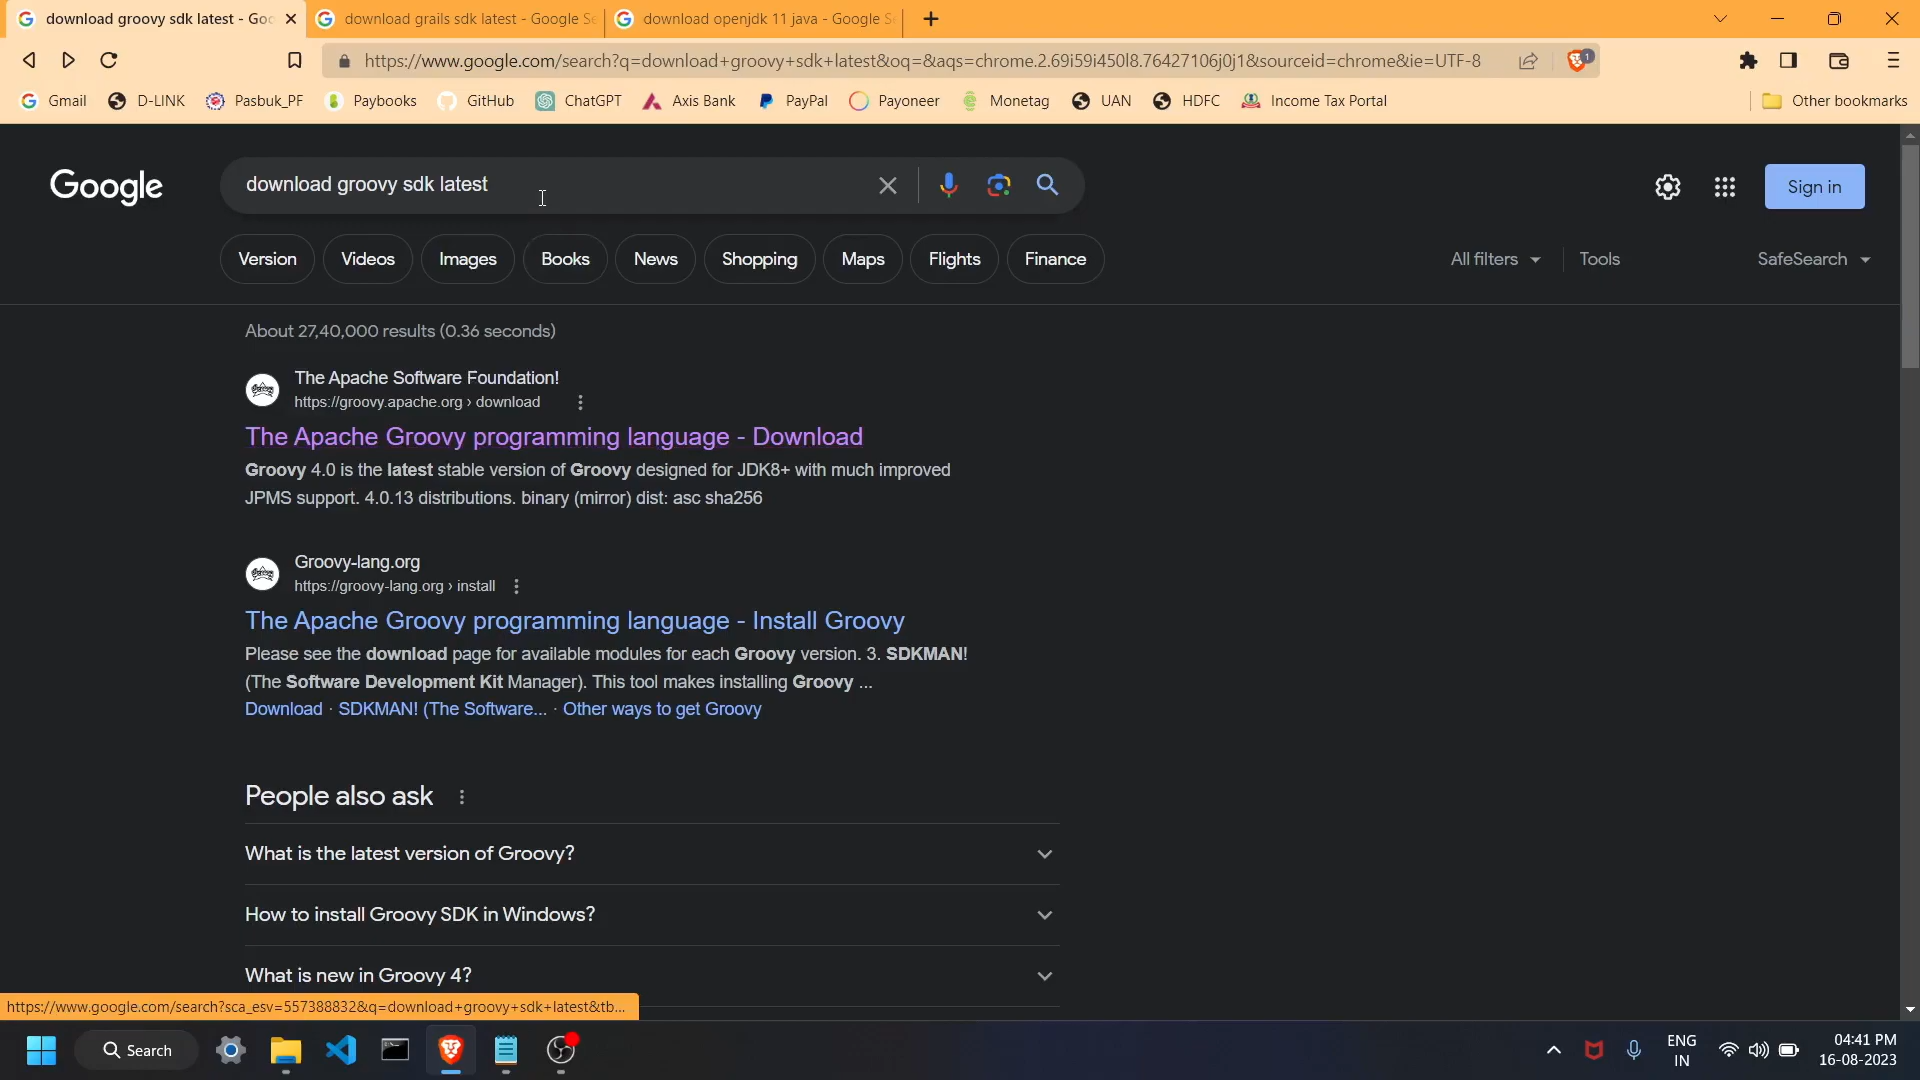 download groovy sdk latest - Goo
download grails sdk latest - Google Se
download openjdk 11 java - Google Se
https://www.google.com/search?q=download+groovy+sdk+latest&oq=&aqs=chrome.2.69i59i450l8.76427106j0j1&sourceid=chrome&ie=UTF-8
1
Gmail
D-LINK
Pasbuk_PF
Paybooks
GitHub
ChatGPT
Axis Bank
PayPal
Payoneer
Monetag
UAN
HDFC
Income Tax Portal
Other bookmarks
Google
download groovy sdk latest
Sign in
Version
Videos
Images
Books
News
Shopping
Maps
Flights
Finance
All filters
Tools
SafeSearch
About 27,40,000 results (0.36 seconds)
The Apache Software Foundation!
https://groovy.apache.org › download
The Apache Groovy programming language - Download
Groovy 4.0 is the latest stable version of Groovy designed for JDK8+ with much improved
JPMS support. 4.0.13 distributions. binary (mirror) dist: asc sha256
Groovy-lang.org
https://groovy-lang.org › install
The Apache Groovy programming language - Install Groovy
Please see the download page for available modules for each Groovy version. 3. SDKMAN!
(The Software Development Kit Manager). This tool makes installing Groovy ...
Download · SDKMAN! (The Software... · Other ways to get Groovy
People also ask
What is the latest version of Groovy?
How to install Groovy SDK in Windows?
What is new in Groovy 4?
https://www.google.com/search?sca_esv=557388832&q=download+groovy+sdk+latest&tb...
Search
ENG
IN
04:41 PM
16-08-2023